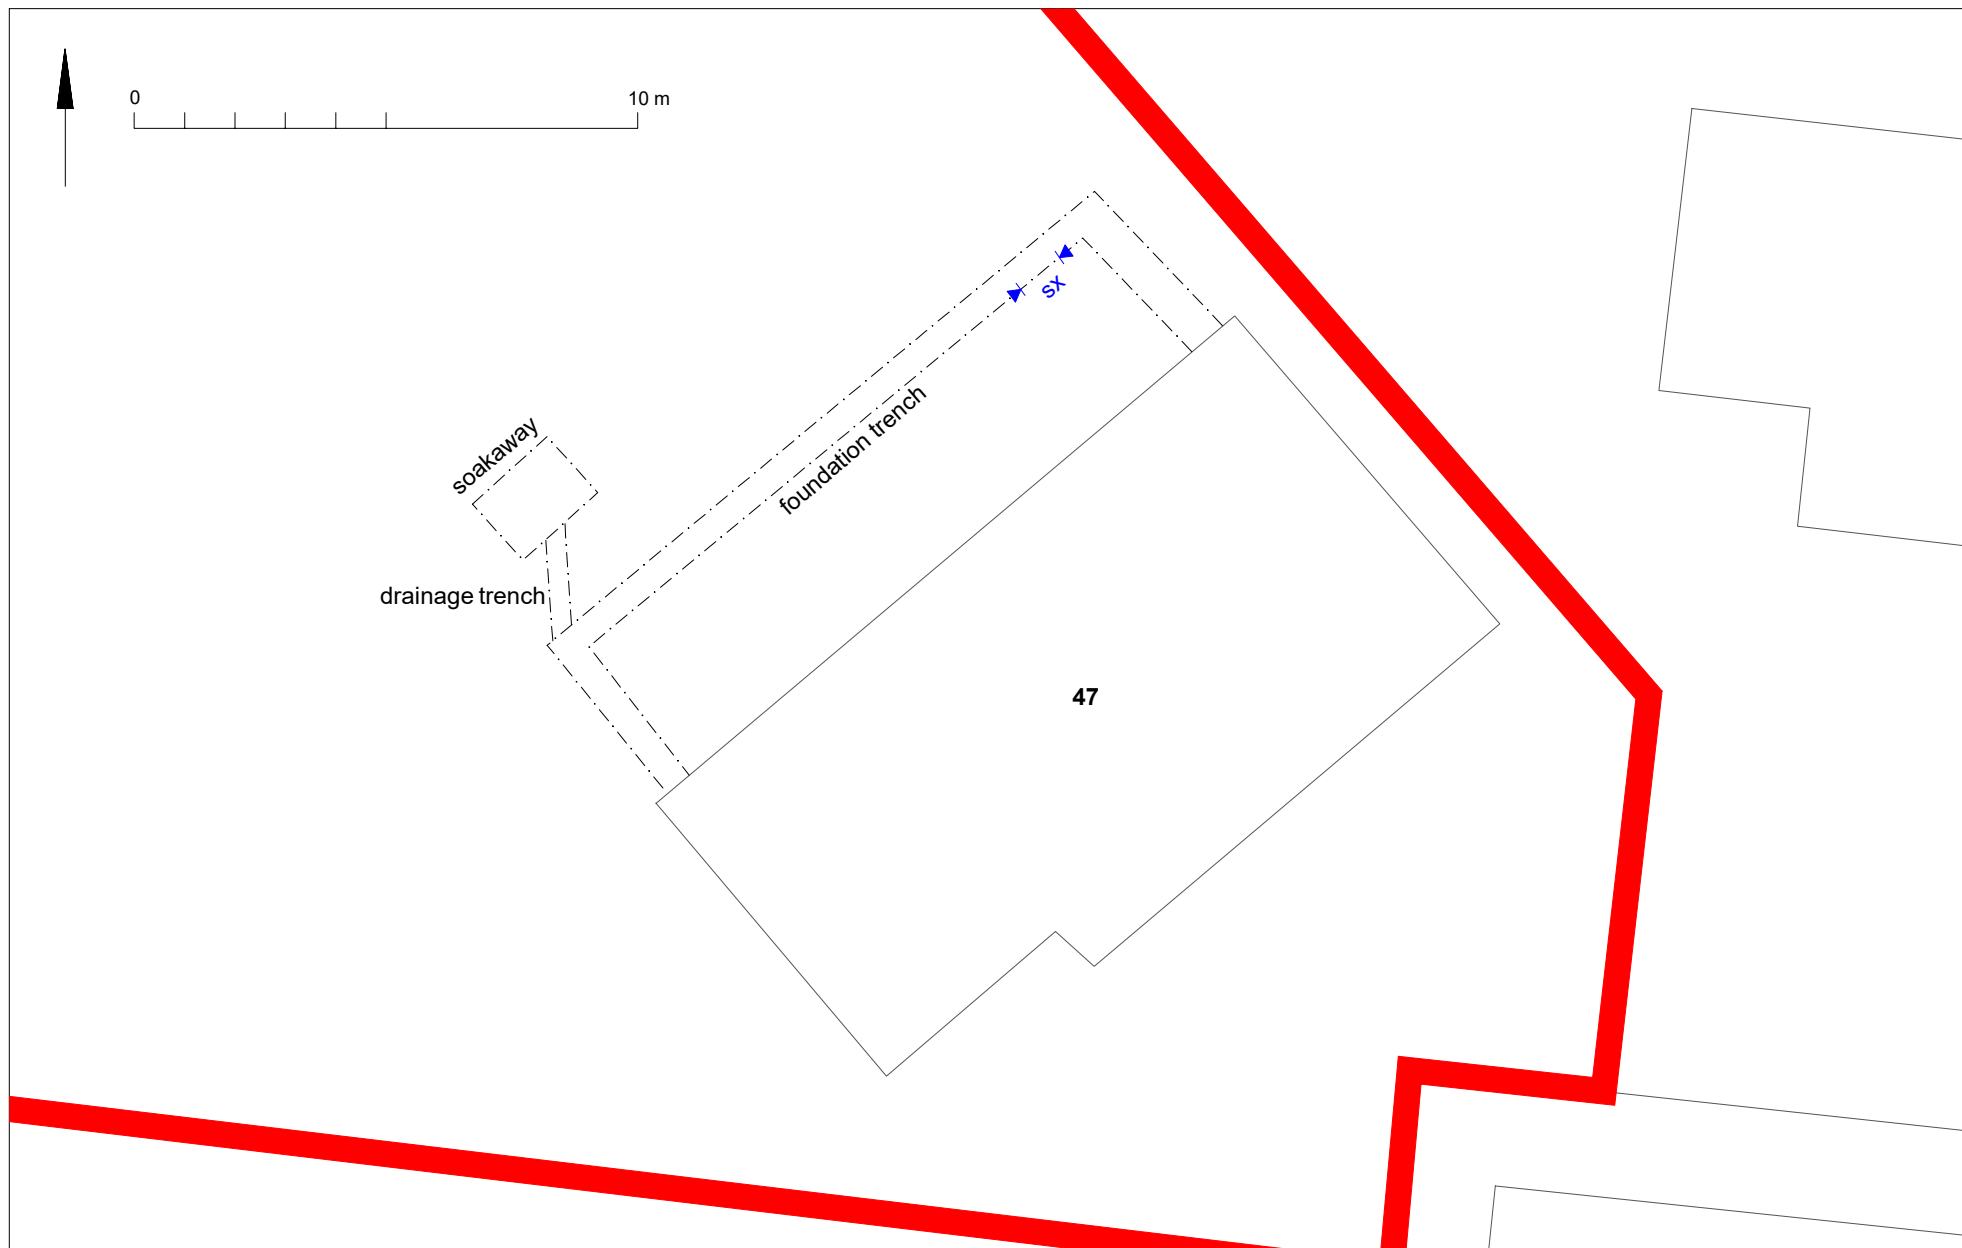 0
10 m
sx
foundation trench
soakaway
drainage trench
47